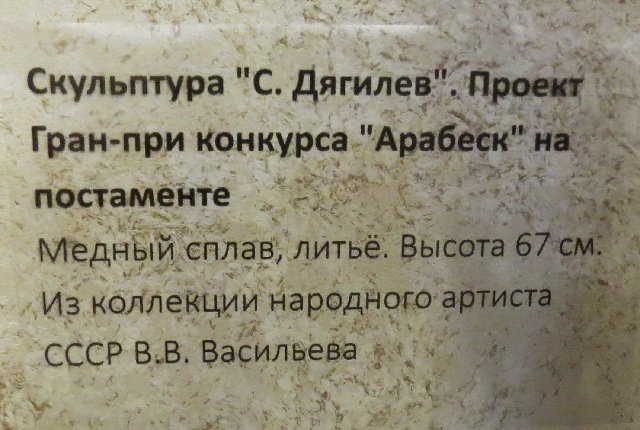 Скульптура "С. Дягилев". Проект
Гран-при конкурса "Арабеск" на
постаменте
Медный сплав, литьё. Высота 67 см.
Из коллекции народного артиста
СССР В.В. Васильева